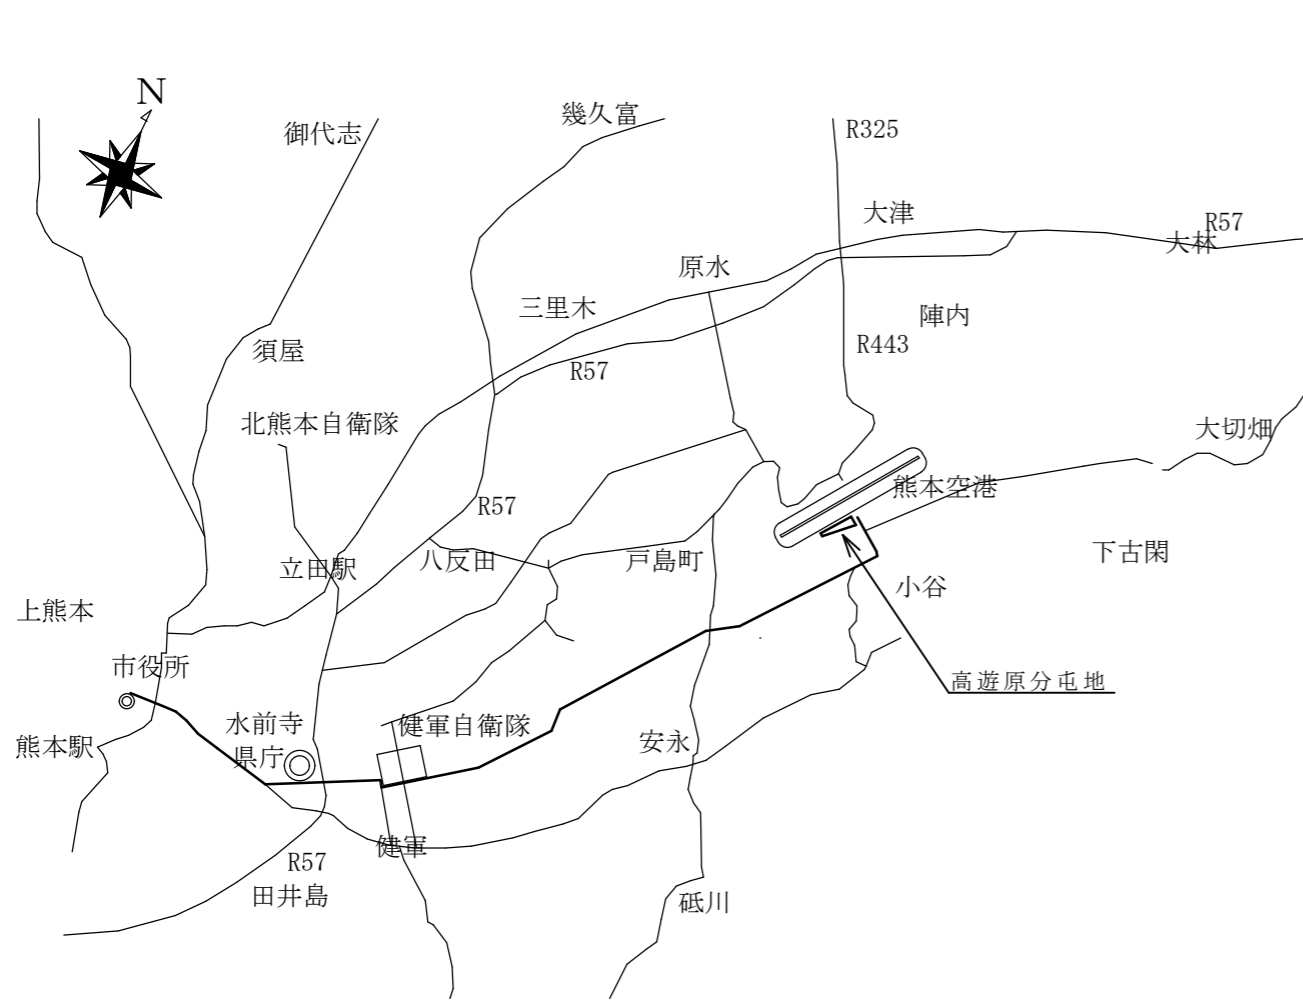 N
御代志
幾久富
R325
大津
R57
大林
原水
三里木
陣内
須屋
R443
R57
北熊本自衛隊
大切畑
熊本空港
R57
立田駅
八反田
戸島町
下古閑
小谷
上熊本
市役所
高遊原分屯地
水前寺
健軍自衛隊
安永
熊本駅
県庁
健軍
R57
田井島
砥川